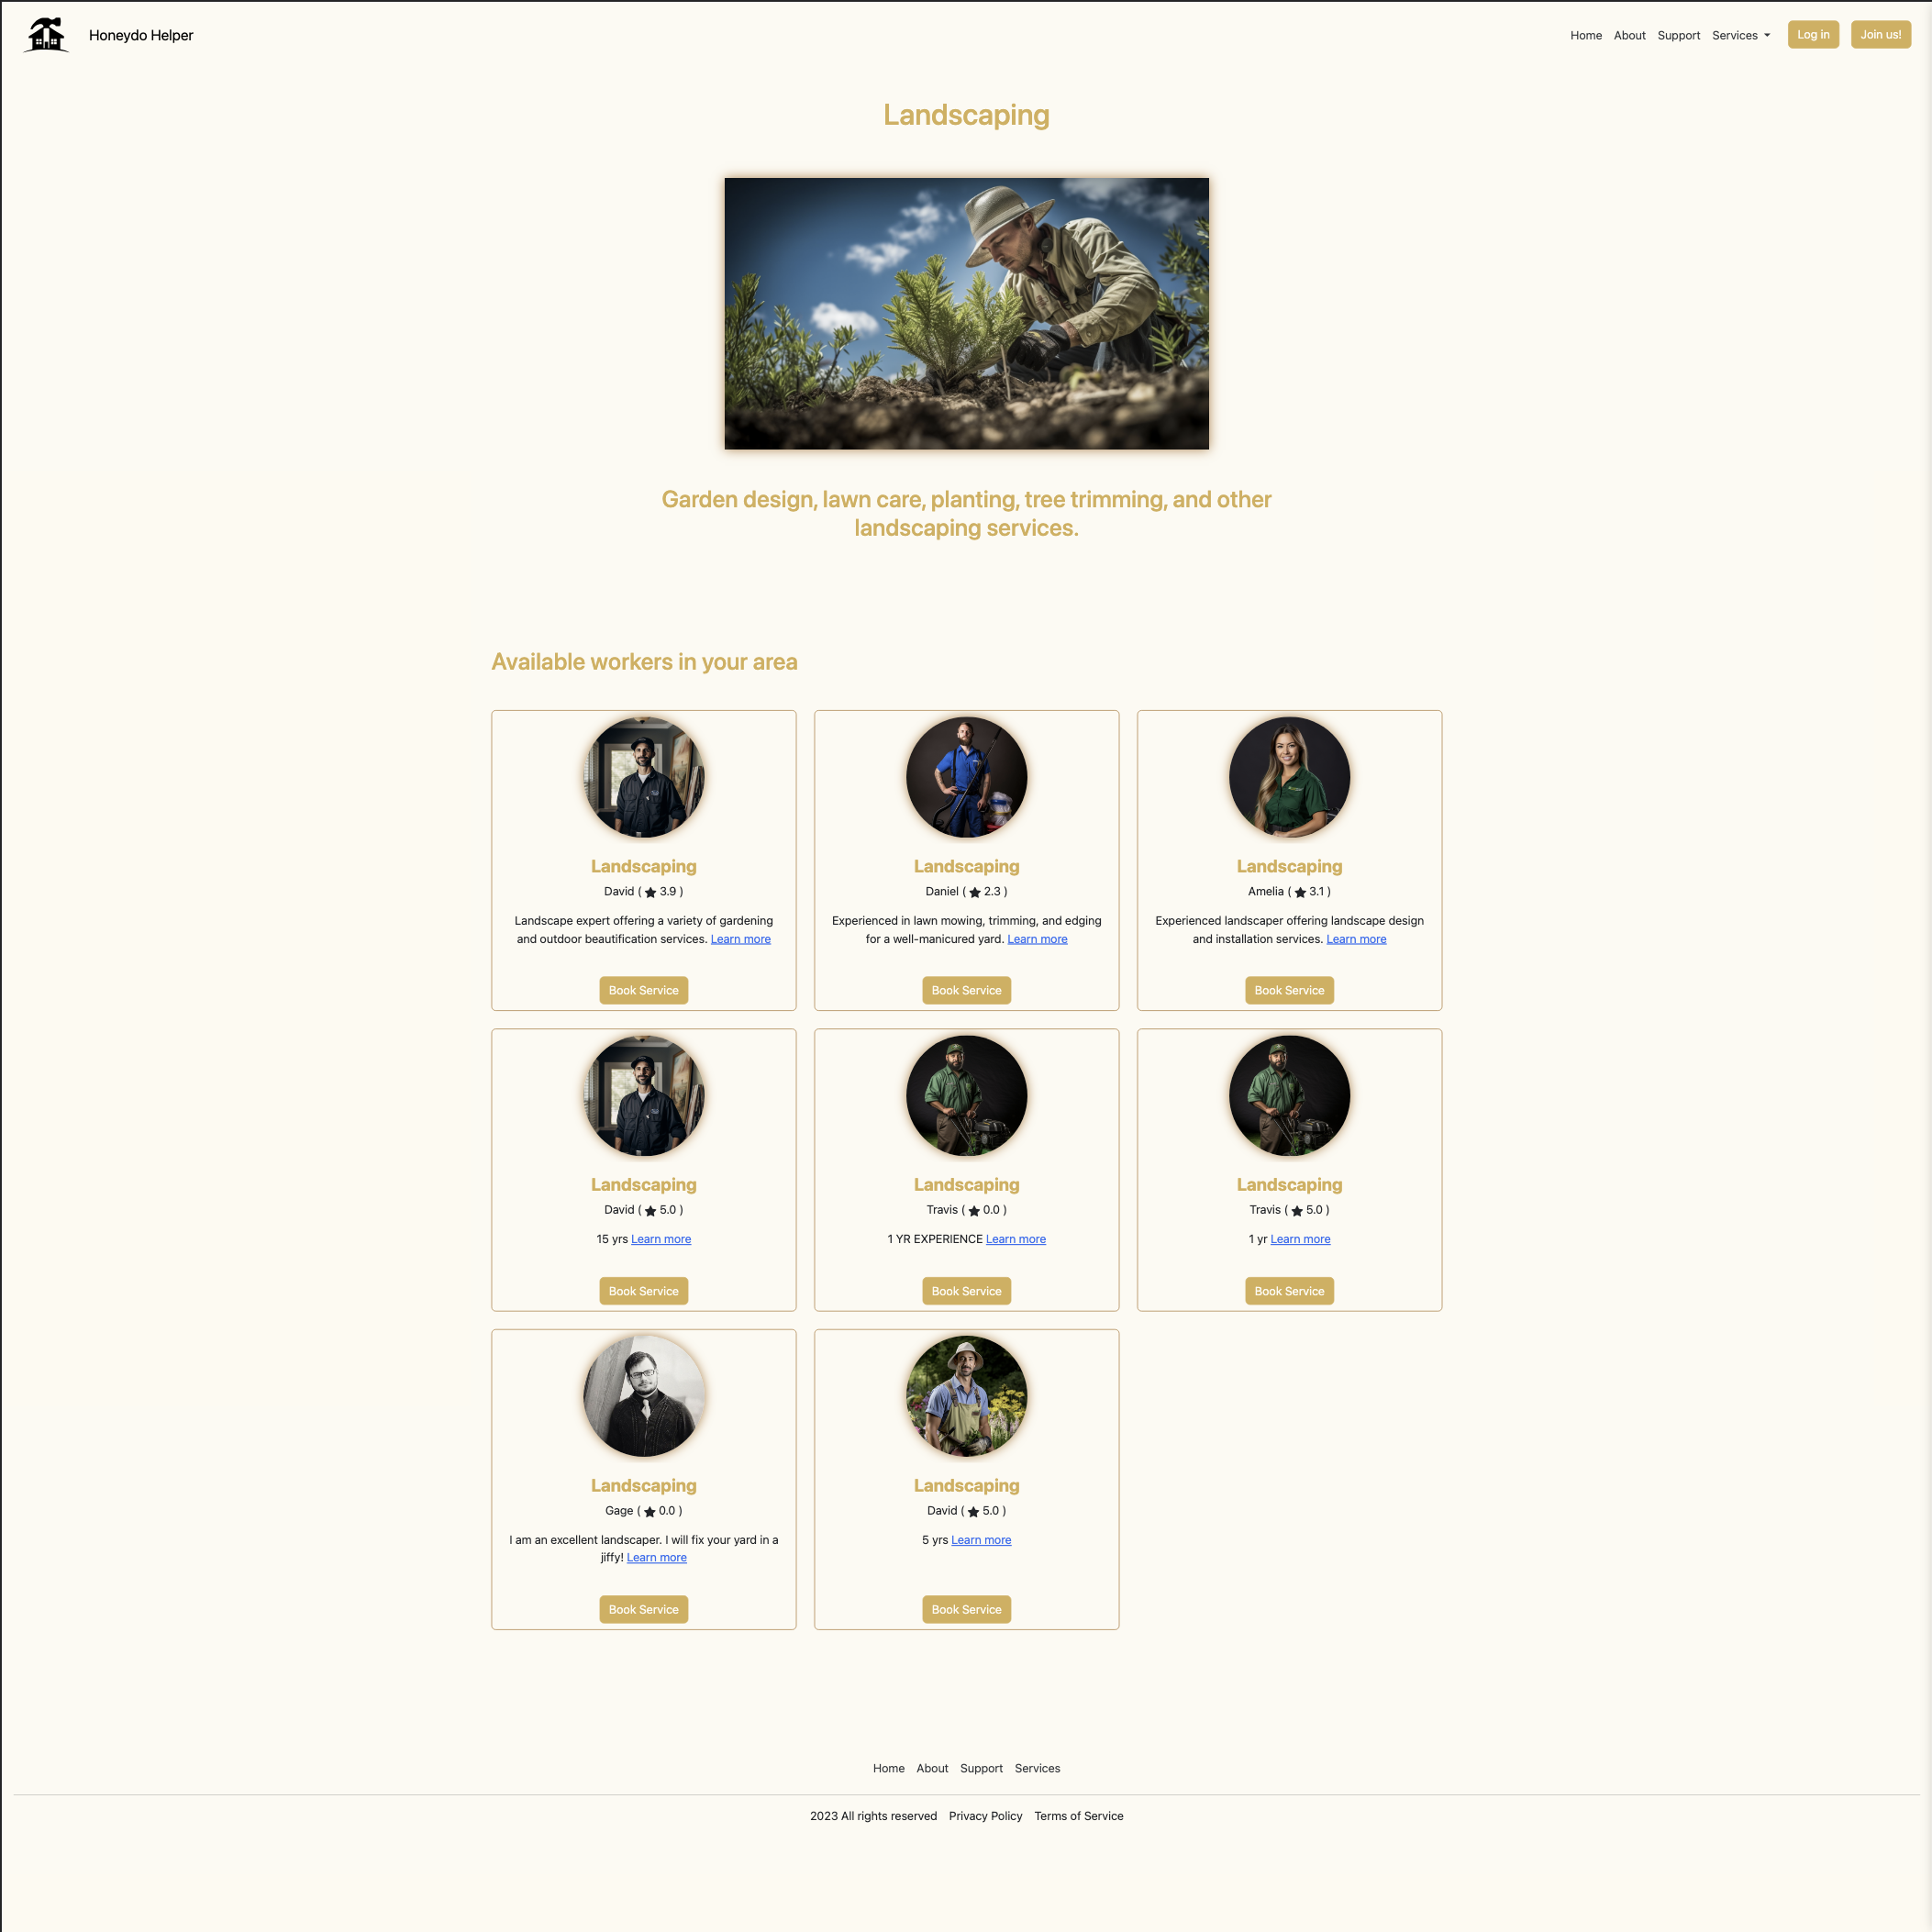 Honeydo Helper
Home About Support Services Log in Join us!
Landscaping
Garden design, lawn care, planting, tree trimming, and other
landscaping services.
Available workers in your area
Landscaping
David ( ★ 3.9 )
Landscape expert offering a variety of gardening
and outdoor beautification services. Learn more
Book Service
Landscaping
Daniel ( ★ 2.3 )
Experienced in lawn mowing, trimming, and edging
for a well-manicured yard. Learn more
Book Service
Landscaping
Amelia ( ★ 3.1 )
Experienced landscaper offering landscape design
and installation services. Learn more
Book Service
Landscaping
David ( ★ 5.0 )
15 yrs Learn more
Book Service
Landscaping
Travis ( ★ 0.0 )
1 YR EXPERIENCE Learn more
Book Service
Landscaping
Travis ( ★ 5.0 )
1 yr Learn more
Book Service
Landscaping
Gage ( ★ 0.0 )
I am an excellent landscaper. I will fix your yard in a
jiffy! Learn more
Book Service
Landscaping
David ( ★ 5.0 )
5 yrs Learn more
Book Service
Home About Support Services
2023 All rights reserved Privacy Policy Terms of Service